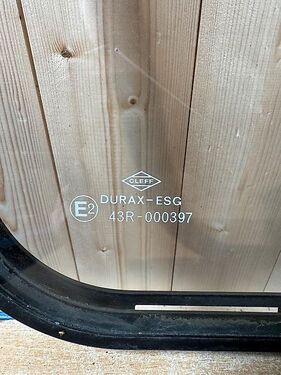 CLEFF
DURAX-ESG
E2
43R-000397